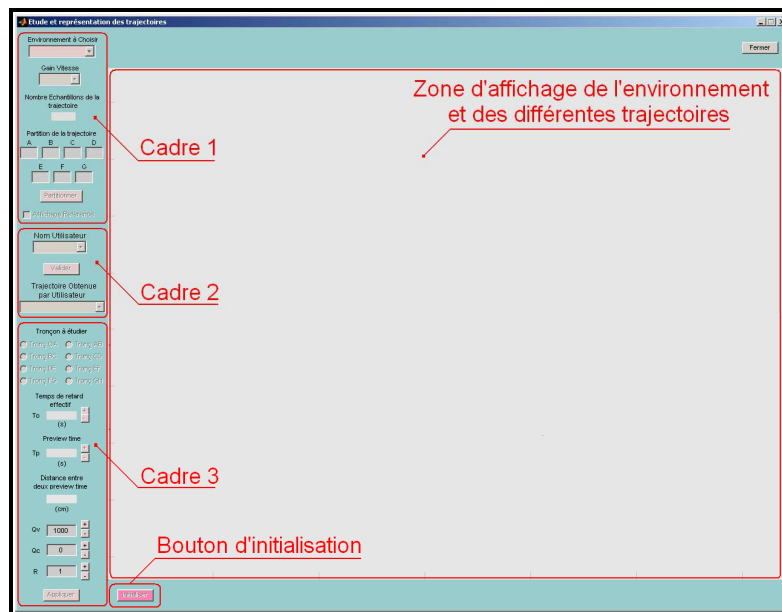 Etude et représentation des trajectoires
Fermer
Environnement à Choisir
Gain Vitesse
Nombre Echantillons de la
trajectoire
Partition de la trajectoire
A B C D
E F G
Partitionner
Affichage Référence
Cadre 1
Zone d'affichage de l'environnement
et des différentes trajectoires
Nom Utilisateur
Valider
Trajectoire Obtenue
par Utilisateur
Cadre 2
Tronçon à étudier
Temps de retard
effectif
To
(s)
Preview time
Tp
(s)
Distance entre
deux preview time
(cm)
Qv 1000 + -
Qc 0 + -
R 1 + -
Appliquer
Cadre 3
Bouton d'initialisation
Initialiser